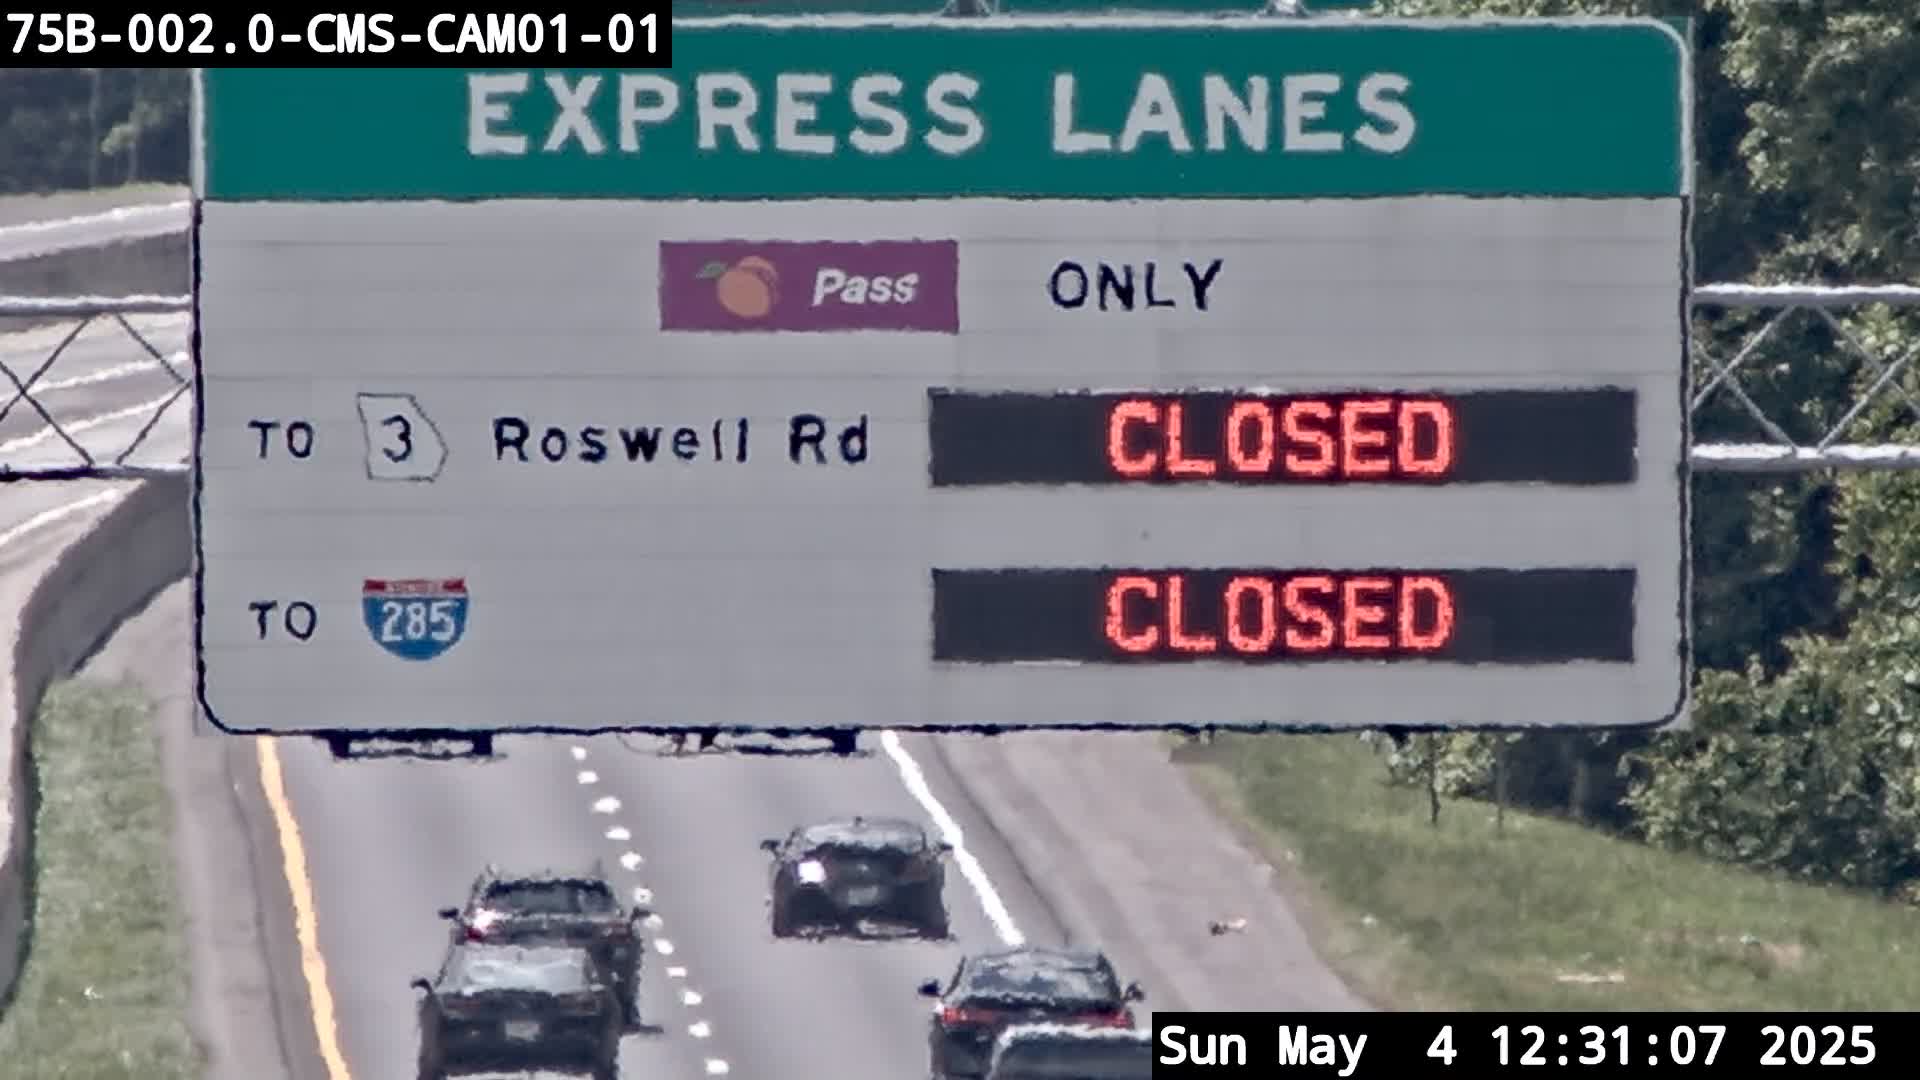 75B-002.0-CMS-CAM01-01
EXPRESS LANES
Pass ONLY
TO 3 Roswell Rd CLOSED
TO 285 CLOSED
Sun May 4 12:31:07 2025